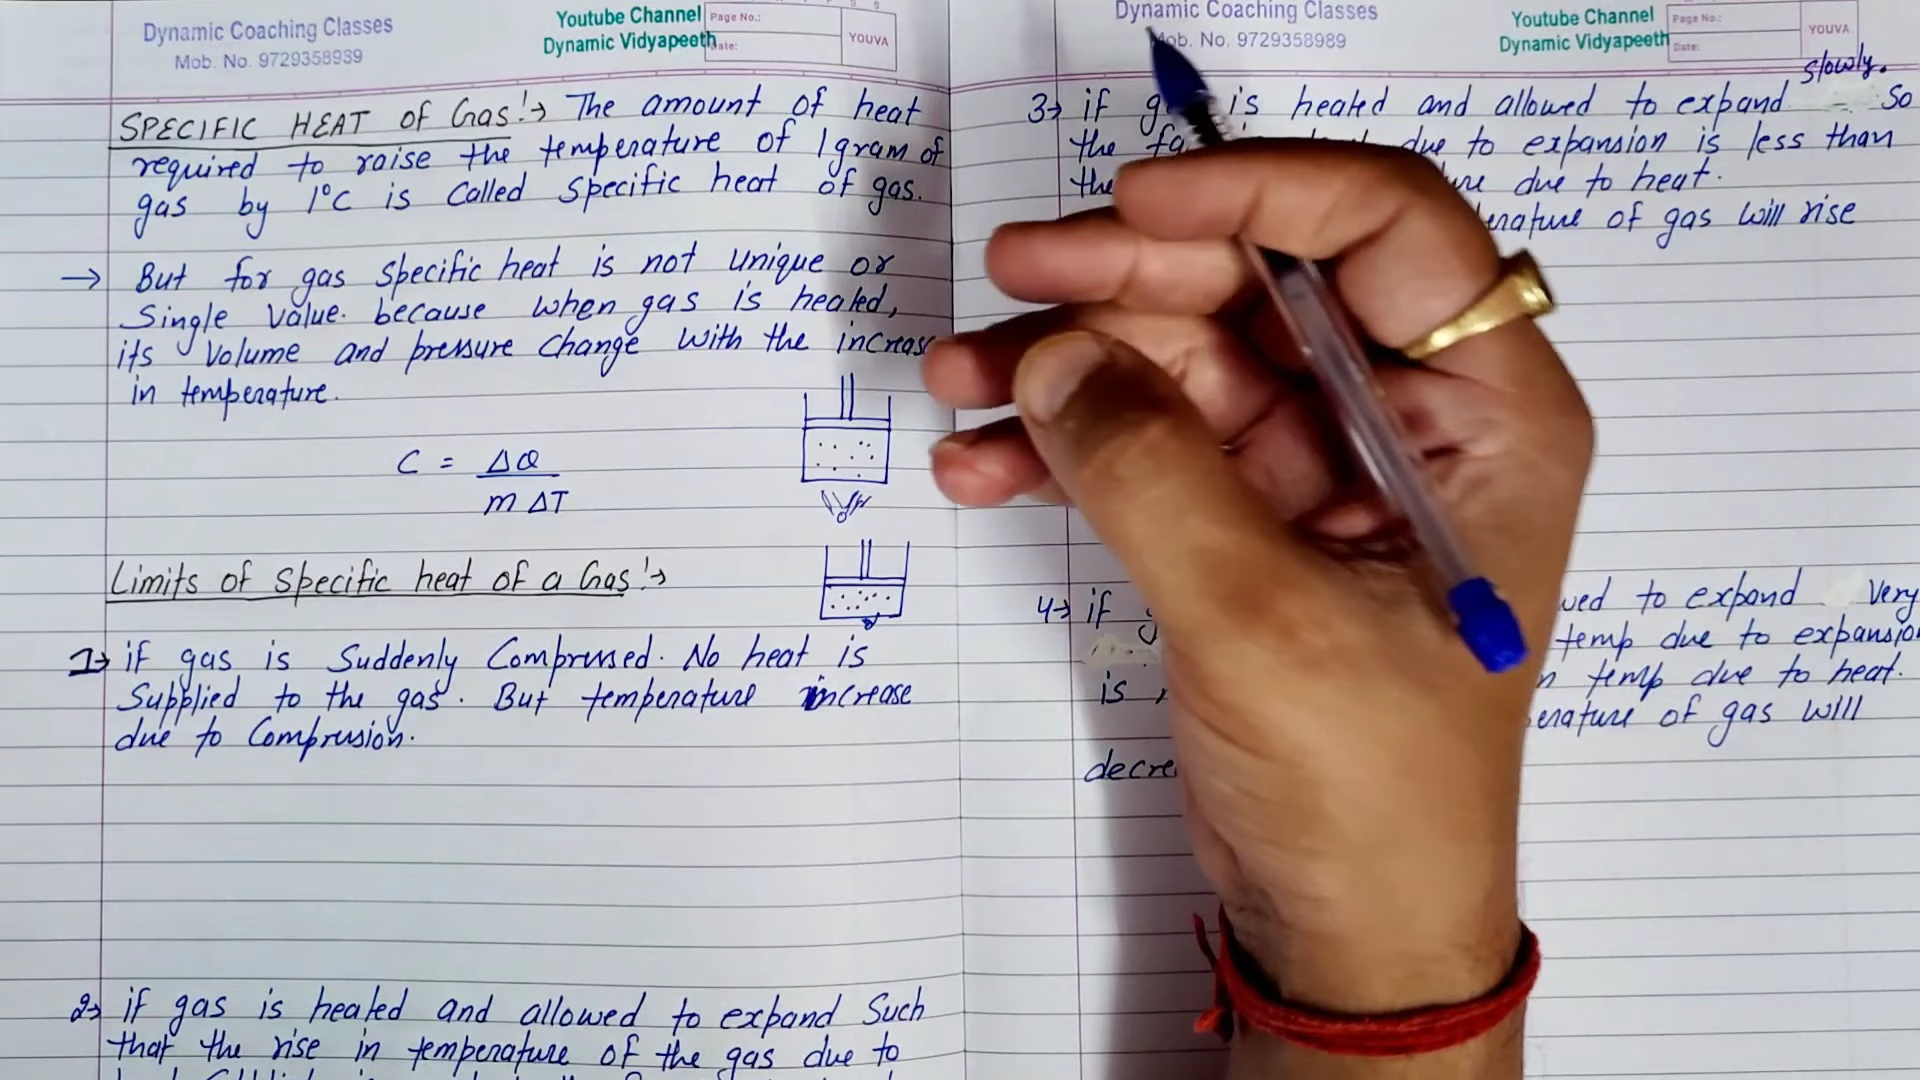 Dynamic Coaching Classes
Mob. No. 9729358939
Youtube Channel
Dynamic Vidyapeeth
Page No.:
Date:
YOUVA
SPECIFIC HEAT of Gas!→ The amount of heat
required to raise the temperature of 1gram of
gas by 1°C is Called Specific heat of gas.
→ But for gas Specific heat is not unique or
Single Value. because when gas is heated,
its Volume and pressure Change With the increase
in temperature.
C = ΔQ
m ΔT
Limits of Specific heat of a Gas!→
1→ if gas is Suddenly Compressed. No heat is
Supplied to the gas. But temperature increase
due to Compression.
2→ if gas is heated and allowed to expand Such
that the rise in temperature of the gas due to
Dynamic Coaching Classes
Mob. No. 9729358989
Youtube Channel
Dynamic Vidyapeeth
Page No.:
Date:
YOUVA
slowly.
3→ if is heated and allowed to expand So
the due to expansion is less than
the due to heat.
of gas Will rise
4→ if to expand Very
temp due to expansion
is temp due to heat.
of gas Will